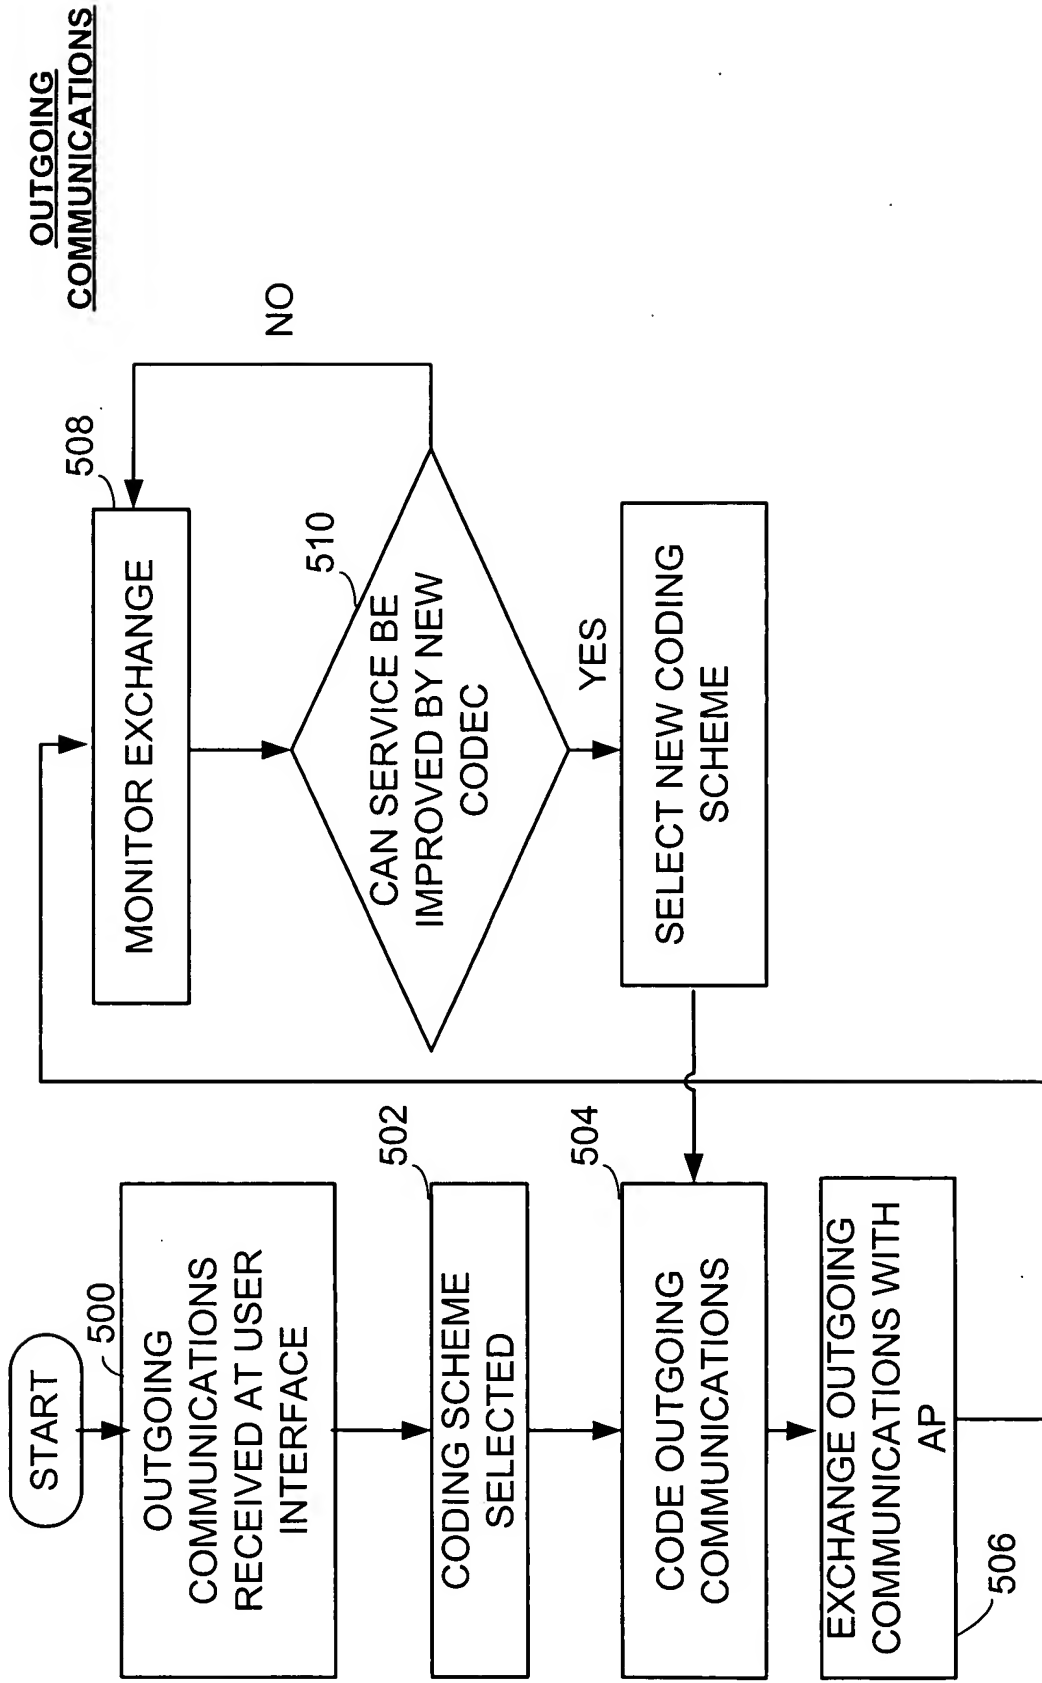 OUTGOING
COMMUNICATIONS
START
500
OUTGOING
COMMUNICATIONS
RECEIVED AT USER
INTERFACE
502
CODING SCHEME
SELECTED
504
CODE OUTGOING
COMMUNICATIONS
EXCHANGE OUTGOING
COMMUNICATIONS WITH
AP
506
508
MONITOR EXCHANGE
510
CAN SERVICE BE
IMPROVED BY NEW
CODEC
NO
YES
SELECT NEW CODING
SCHEME